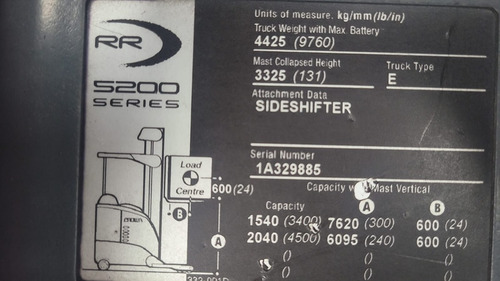 RR
S200
SERIES
Units of measure. kg/mm(lb/in)
Truck Weight with Max. Battery
4425 (9760)
Mast Collapsed Height
3325 (131)
Truck Type
E
Attachment Data
SIDESHIFTER
Serial Number
1A329885
Load
Centre
600 (24)
B
A
Capacity Mast Vertical
Capacity A B
1540 (3400) 7620 (300) 600 (24)
2040 (4500) 6095 (240) 600 (24)
() () ()
() () ()